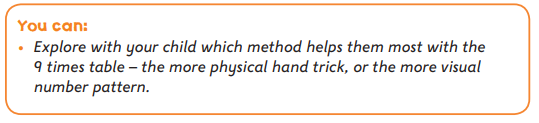 You can:
• Explore with your child which method helps them most with the
9 times table – the more physical hand trick, or the more visual
number pattern.